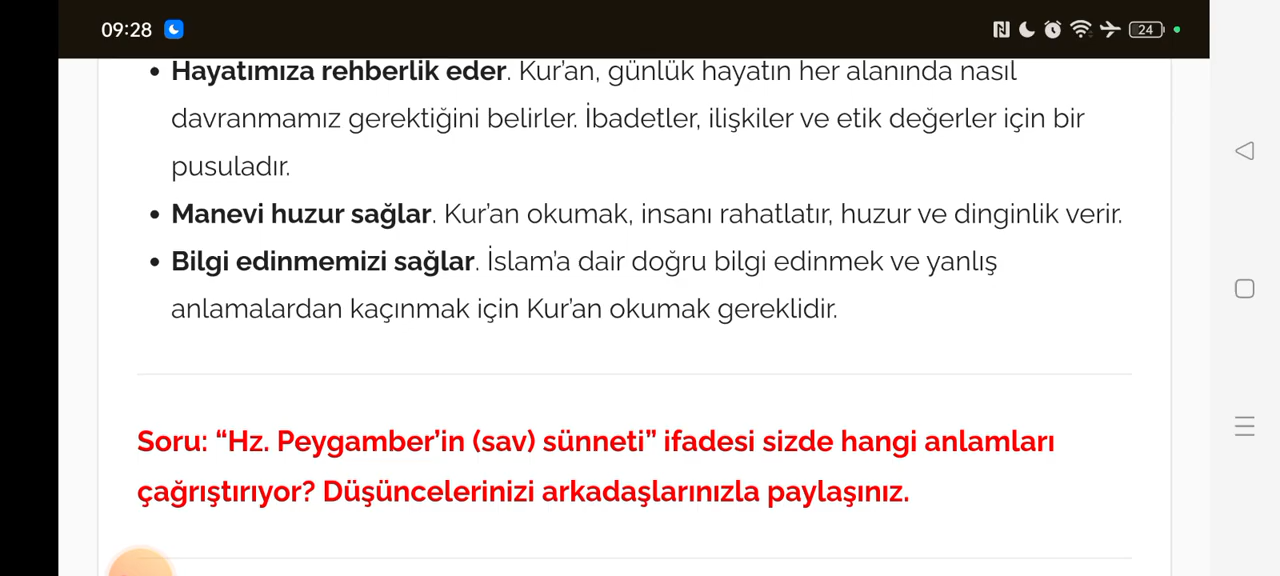 09:28
24
Hayatımıza rehberlik eder. Kur’an, günlük hayatın her alanında nasıl
davranmamız gerektiğini belirler. İbadetler, ilişkiler ve etik değerler için bir
pusuladır.
Manevi huzur sağlar. Kur’an okumak, insanı rahatlatır, huzur ve dinginlik verir.
Bilgi edinmemizi sağlar. İslam’a dair doğru bilgi edinmek ve yanlış
anlamalardan kaçınmak için Kur’an okumak gereklidir.
Soru: “Hz. Peygamber’in (sav) sünneti” ifadesi sizde hangi anlamları
çağrıştırıyor? Düşüncelerinizi arkadaşlarınızla paylaşınız.